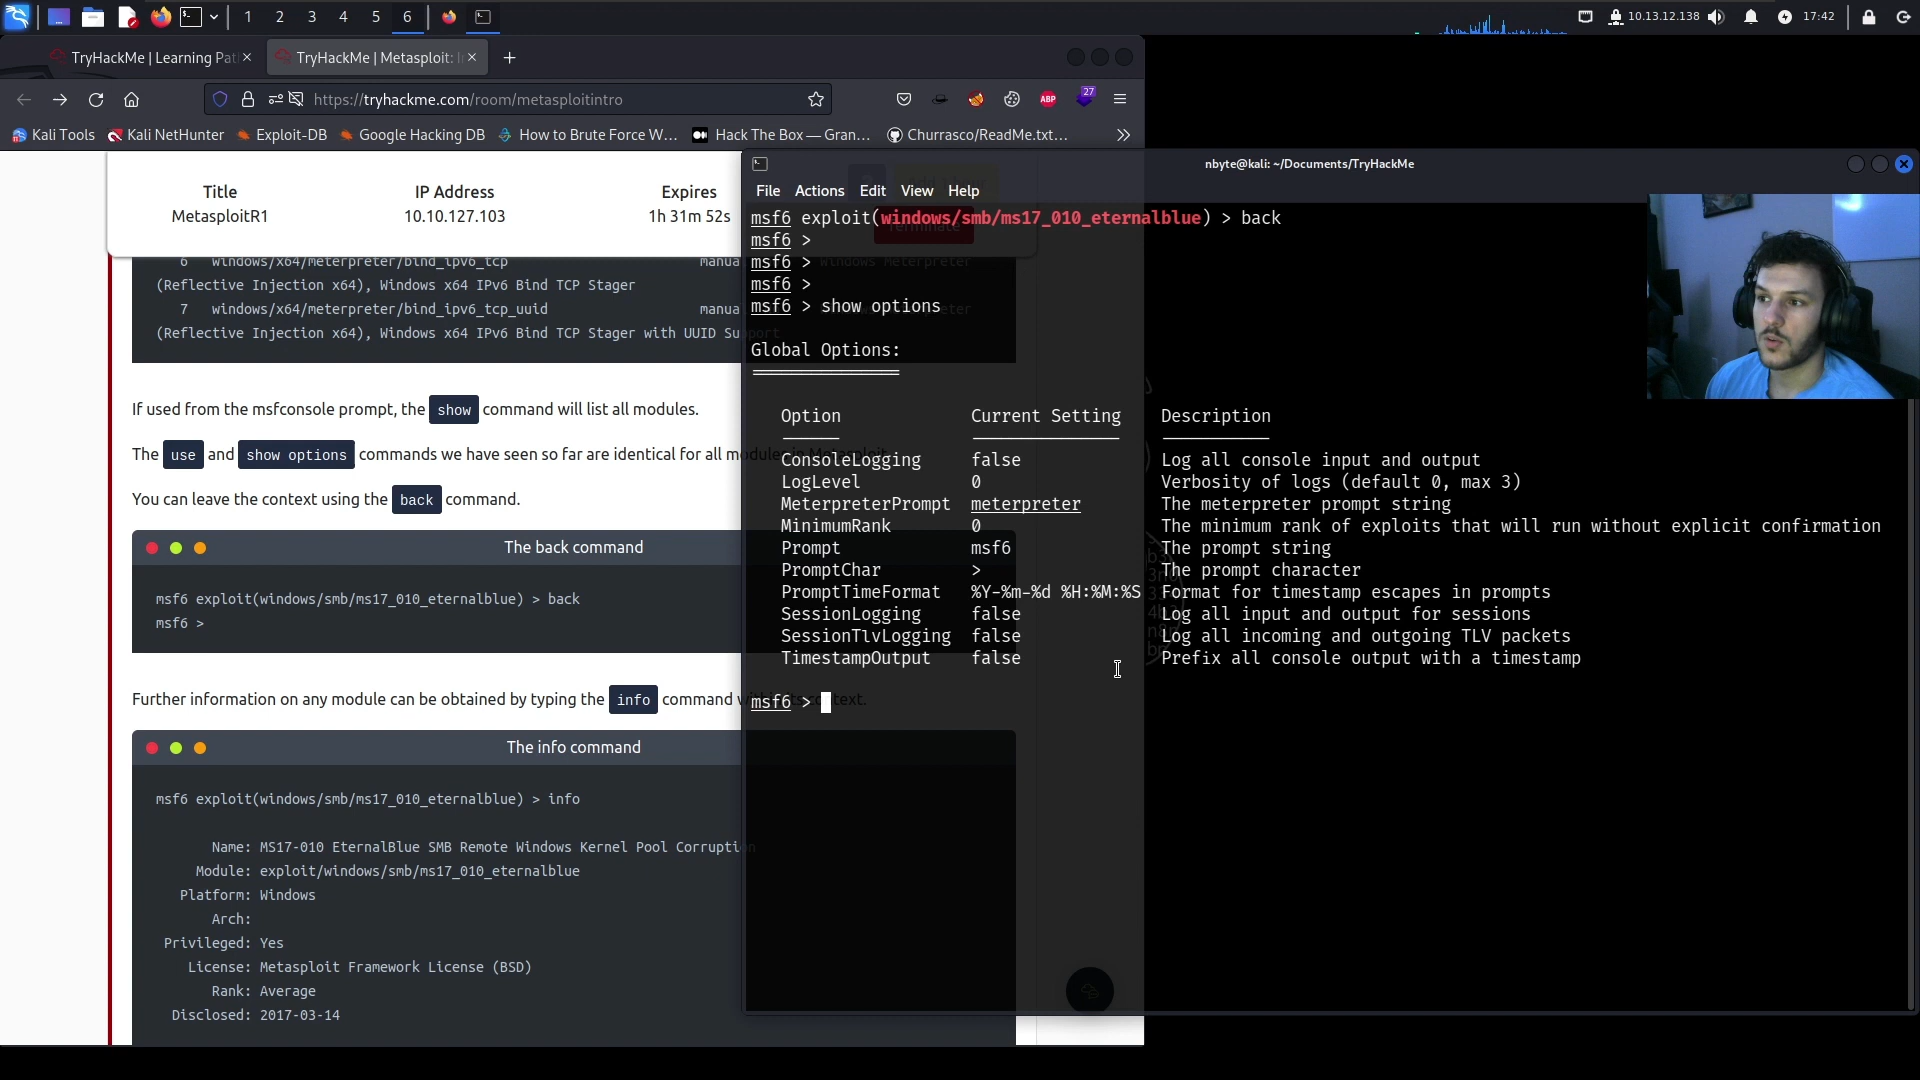 1 2 3 4 5 6
10.13.12.138
17:42
TryHackMe | Learning Pat
TryHackMe | Metasploit: I
https://tryhackme.com/room/metasploitintro
ABP
27
Kali Tools
Kali NetHunter
Exploit-DB
Google Hacking DB
How to Brute Force W…
Hack The Box — Gran…
Churrasco/ReadMe.txt…
Title IP Address Expires
MetasploitR1 10.10.127.103 1h 31m 52s
Terminate
6 windows/x64/meterpreter/bind_ipv6_tcp manua Windows Meterpreter
(Reflective Injection x64), Windows x64 IPv6 Bind TCP Stager
7 windows/x64/meterpreter/bind_ipv6_tcp_uuid manua
(Reflective Injection x64), Windows x64 IPv6 Bind TCP Stager with UUID Support
If used from the msfconsole prompt, the show command will list all modules.
The use and show options commands we have seen so far are identical for all modules in Metasploit.
You can leave the context using the back command.
The back command
msf6 exploit(windows/smb/ms17_010_eternalblue) > back
msf6 >
Further information on any module can be obtained by typing the info command within its context.
The info command
msf6 exploit(windows/smb/ms17_010_eternalblue) > info
Name: MS17-010 EternalBlue SMB Remote Windows Kernel Pool Corruption
Module: exploit/windows/smb/ms17_010_eternalblue
Platform: Windows
Arch:
Privileged: Yes
License: Metasploit Framework License (BSD)
Rank: Average
Disclosed: 2017-03-14
nbyte@kali: ~/Documents/TryHackMe
File Actions Edit View Help
msf6 exploit(windows/smb/ms17_010_eternalblue) > back
msf6 >
msf6 >
msf6 >
msf6 > show options
Global Options:
===============
Option Current Setting Description
------ --------------- -----------
ConsoleLogging false Log all console input and output
LogLevel 0 Verbosity of logs (default 0, max 3)
MeterpreterPrompt meterpreter The meterpreter prompt string
MinimumRank 0 The minimum rank of exploits that will run without explicit confirmation
Prompt msf6 The prompt string
PromptChar > The prompt character
PromptTimeFormat %Y-%m-%d %H:%M:%S Format for timestamp escapes in prompts
SessionLogging false Log all input and output for sessions
SessionTlvLogging false Log all incoming and outgoing TLV packets
TimestampOutput false Prefix all console output with a timestamp
msf6 >